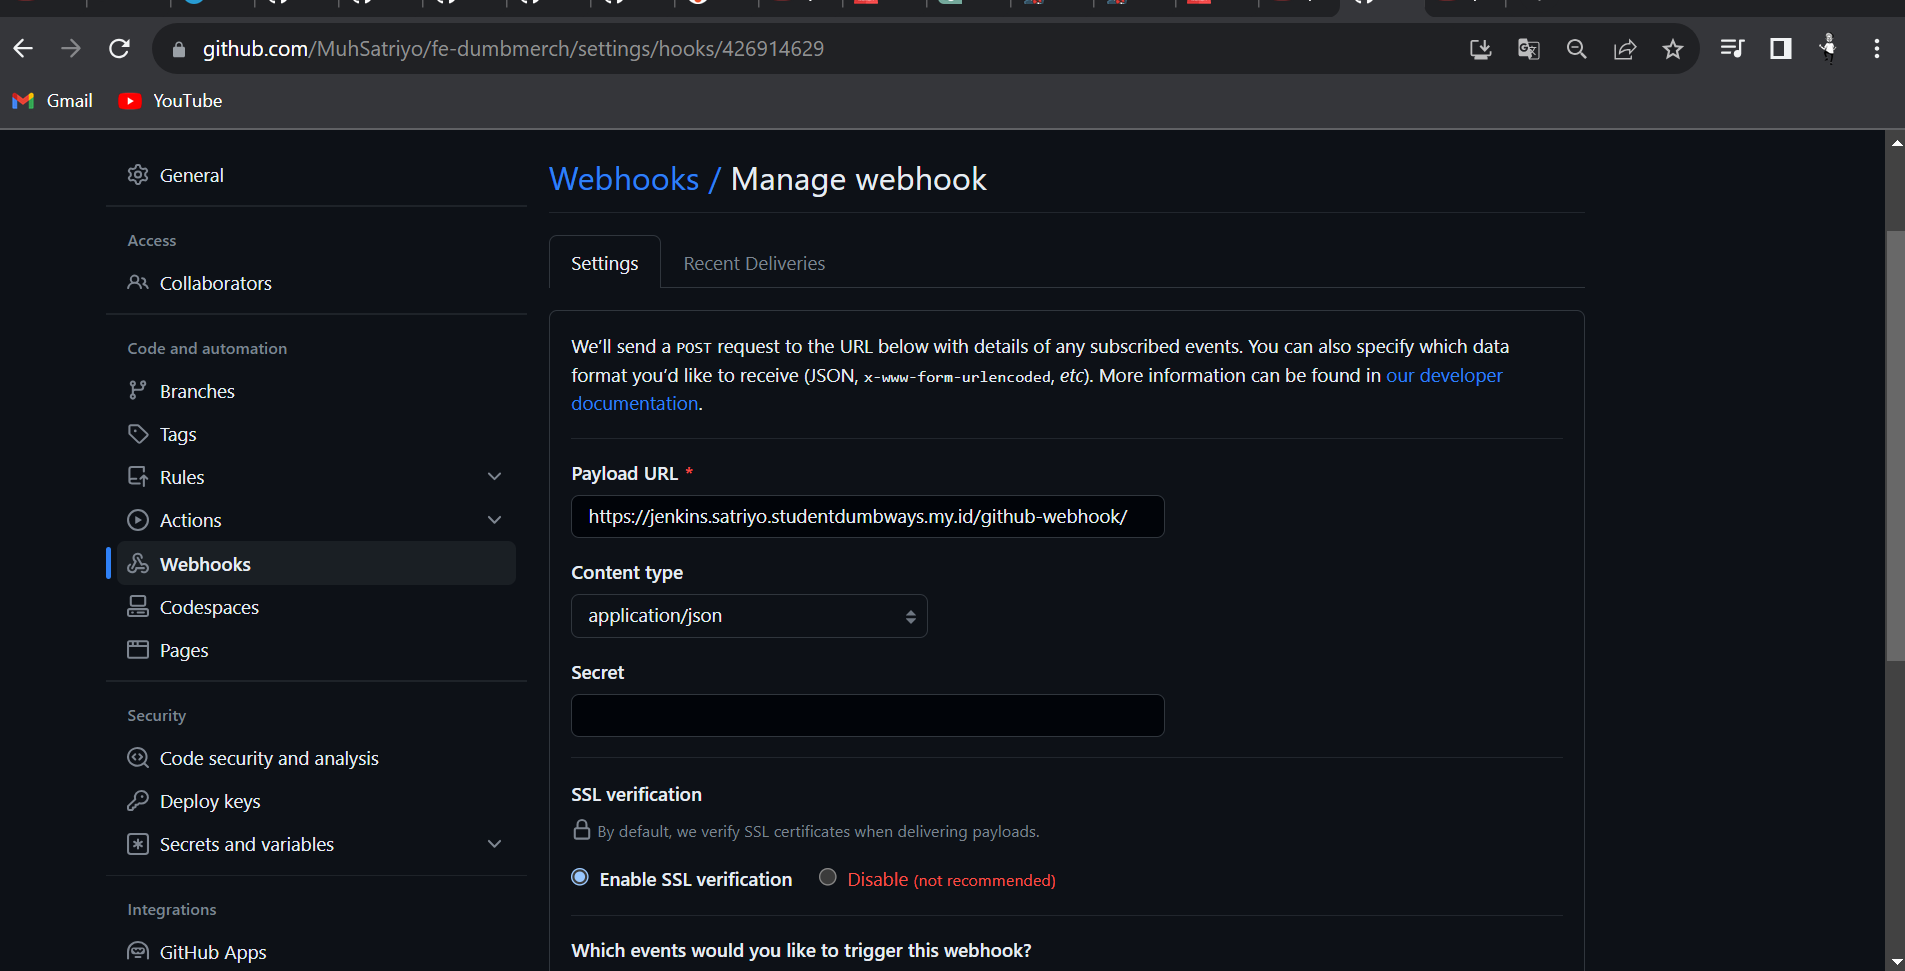 github.com/MuhSatriyo/fe-dumbmerch/settings/hooks/426914629
Gmail
YouTube
General
Access
Collaborators
Code and automation
Branches
Tags
Rules
Actions
Webhooks
Codespaces
Pages
Security
Code security and analysis
Deploy keys
Secrets and variables
Integrations
GitHub Apps
Webhooks / Manage webhook
Settings
Recent Deliveries
We’ll send a POST request to the URL below with details of any subscribed events. You can also specify which data
format you’d like to receive (JSON, x-www-form-urlencoded, etc). More information can be found in our developer
documentation.
Payload URL *
https://jenkins.satriyo.studentdumbways.my.id/github-webhook/
Content type
application/json
Secret
SSL verification
By default, we verify SSL certificates when delivering payloads.
Enable SSL verification
Disable (not recommended)
Which events would you like to trigger this webhook?